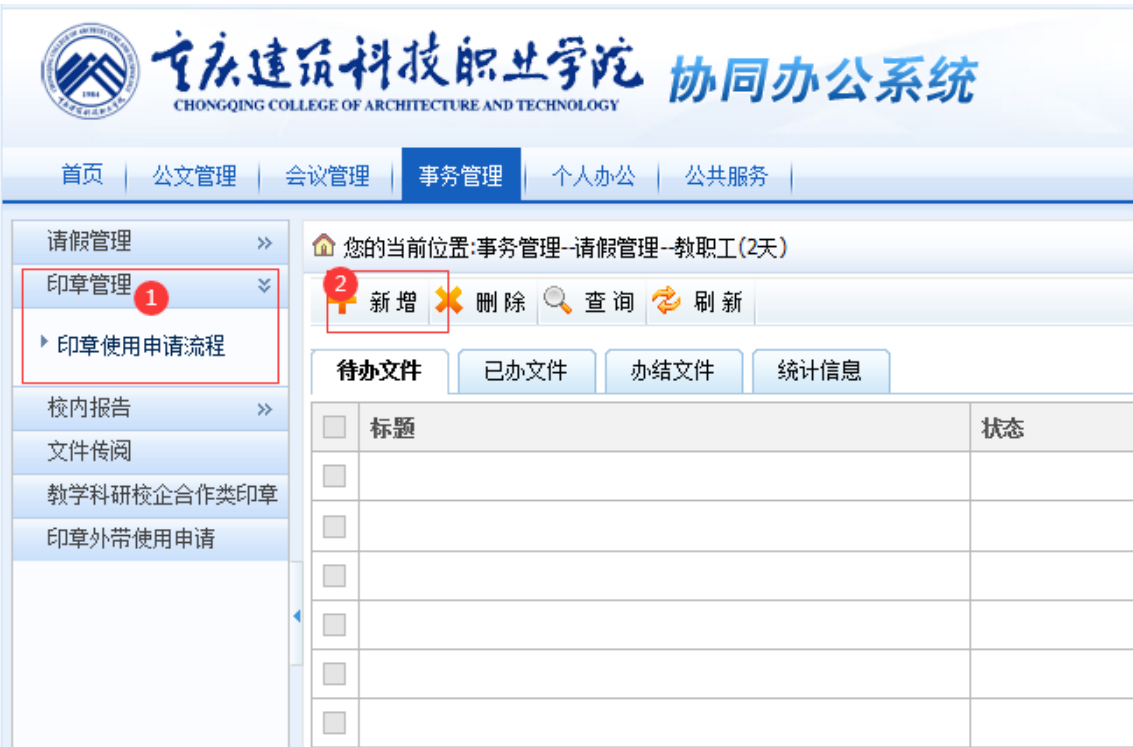 重庆建筑科技职业学院 协同办公系统
CHONGQING COLLEGE OF ARCHITECTURE AND TECHNOLOGY
1984
首页 公文管理 会议管理 事务管理 个人办公 公共服务
请假管理
印章管理
1
印章使用申请流程
校内报告
文件传阅
教学科研校企合作类印章
印章外带使用申请
您的当前位置:事务管理--请假管理--教职工(2天)
2
新增 删除 查询 刷新
待办文件 已办文件 办结文件 统计信息
标题 状态